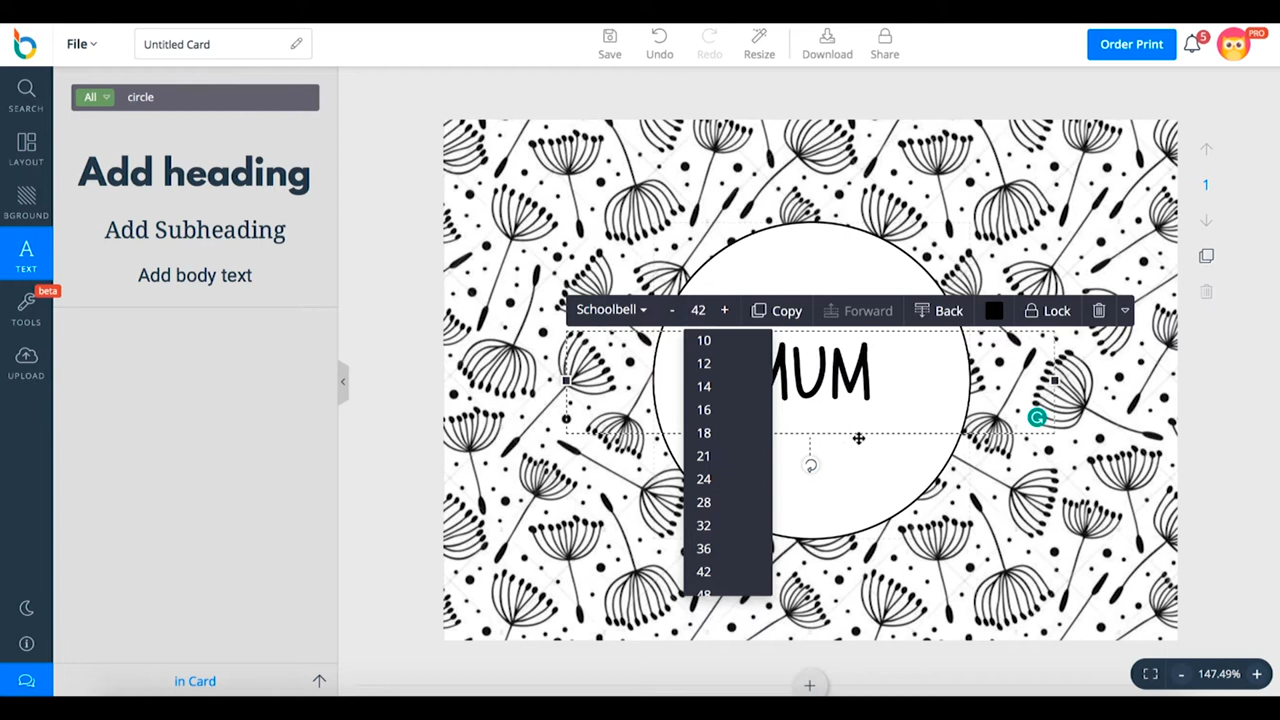 File
Untitled Card
Save
Undo
Redo
Resize
Download
Share
Order Print
5
PRO
SEARCH
LAYOUT
BGROUND
A
TEXT
beta
TOOLS
UPLOAD
All
circle
Add heading
Add Subheading
Add body text
in Card
Schoolbell
- 42 +
Copy
Forward
Back
Lock
MUM
10
12
14
16
18
21
24
28
32
36
42
48
1
+
- 147.49% +